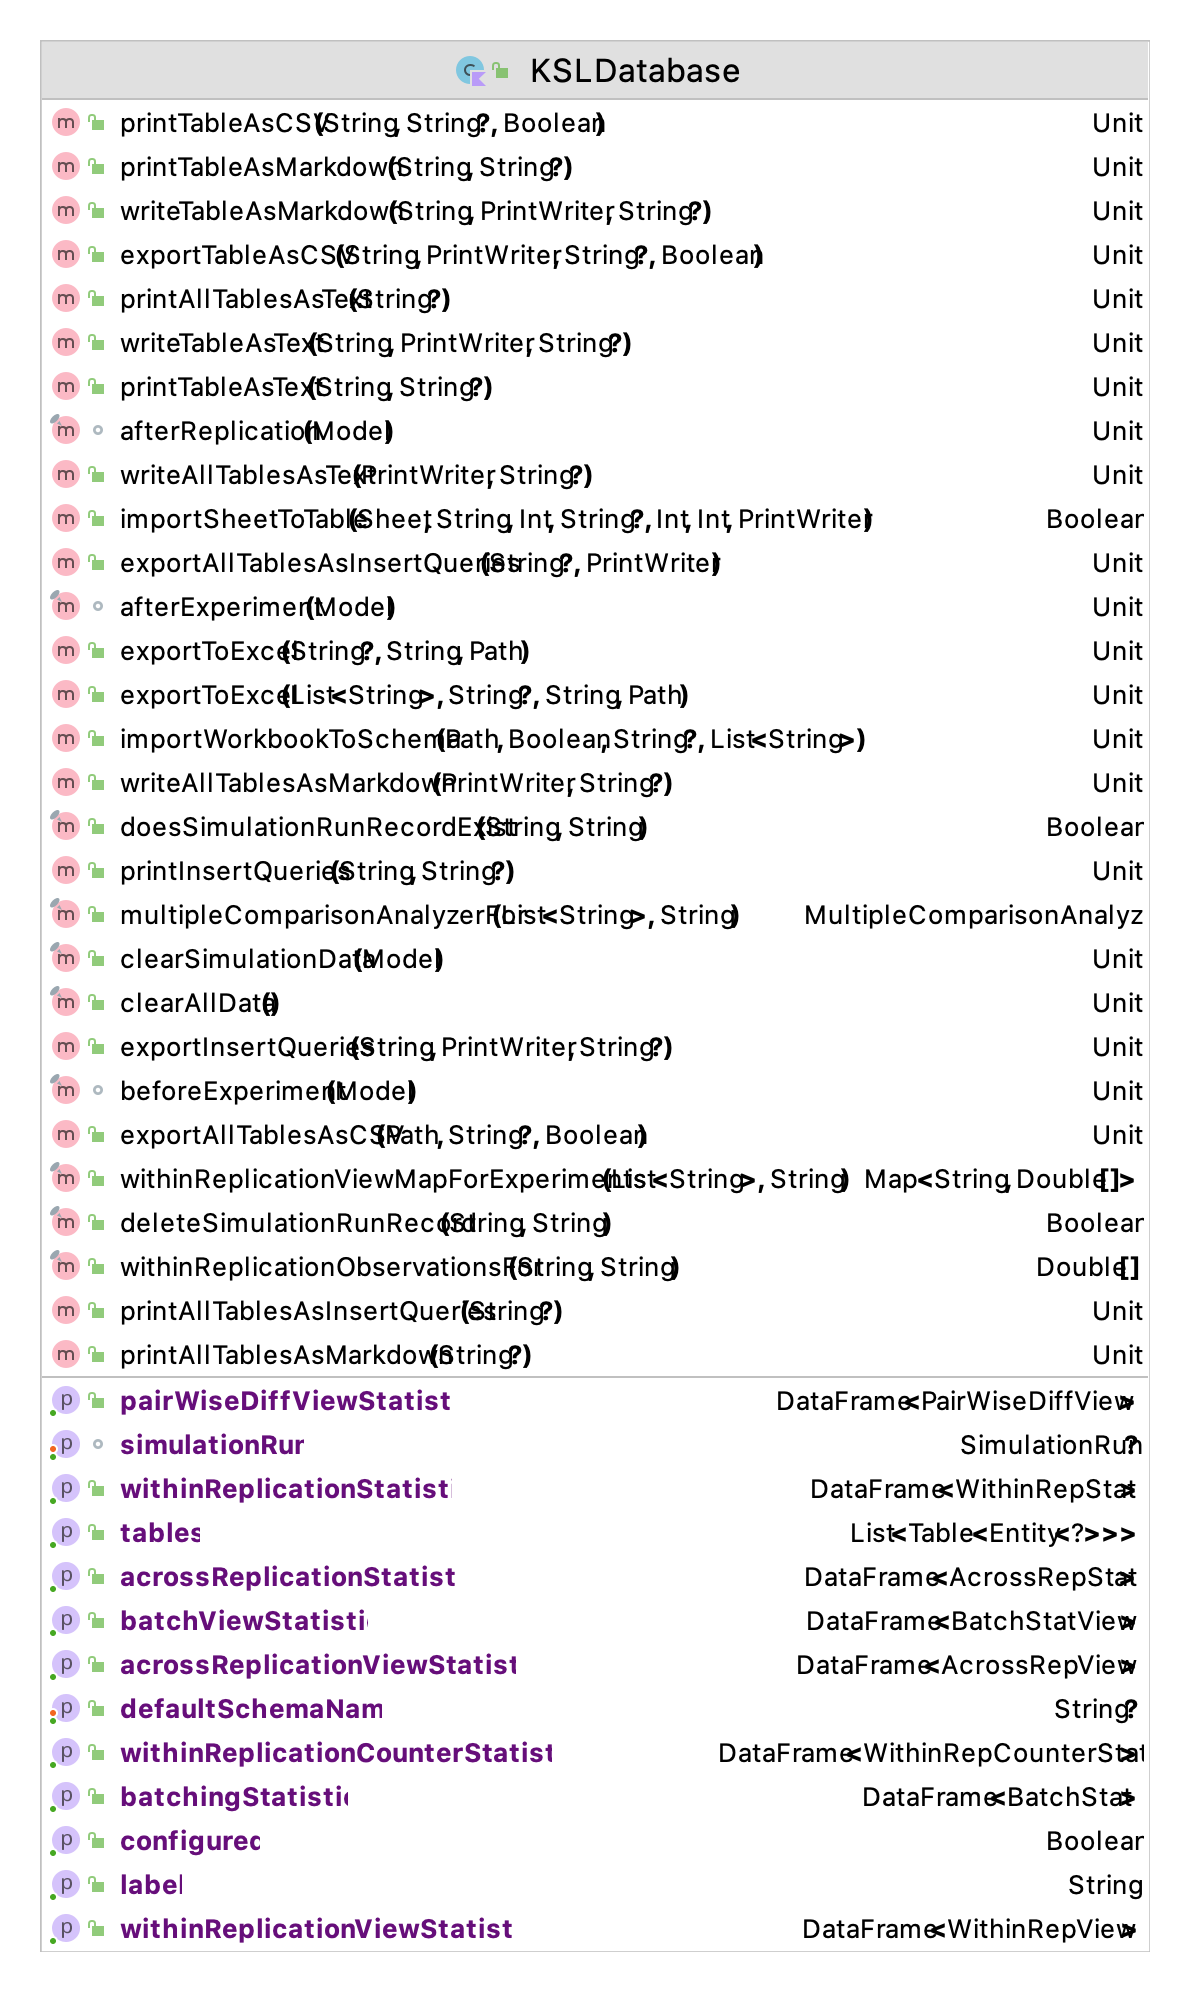 KSLDatabase
printTableAsCSV(String, String?, Boolean) Unit
printTableAsMarkdown(String, String?) Unit
writeTableAsMarkdown(String, PrintWriter, String?) Unit
exportTableAsCSV(String, PrintWriter, String?, Boolean) Unit
printAllTablesAsText(String?) Unit
writeTableAsText(String, PrintWriter, String?) Unit
printTableAsText(String, String?) Unit
afterReplication(Model) Unit
writeAllTablesAsText(PrintWriter, String?) Unit
importSheetToTable(Sheet, String, Int, String?, Int, Int, PrintWriter) Boolean
exportAllTablesAsInsertQueries(String?, PrintWriter) Unit
afterExperiment(Model) Unit
exportToExcel(String?, String, Path) Unit
exportToExcel(List<String>, String?, String, Path) Unit
importWorkbookToSchema(Path, Boolean, String?, List<String>) Unit
writeAllTablesAsMarkdown(PrintWriter, String?) Unit
doesSimulationRunRecordExist(String, String) Boolean
printInsertQueries(String, String?) Unit
multipleComparisonAnalyzerFor(List<String>, String) MultipleComparisonAnalyz
clearSimulationData(Model) Unit
clearAllData() Unit
exportInsertQueries(String, PrintWriter, String?) Unit
beforeExperiment(Model) Unit
exportAllTablesAsCSV(Path, String?, Boolean) Unit
withinReplicationViewMapForExperiments(List<String>, String) Map<String, Double[]>
deleteSimulationRunRecord(String, String) Boolean
withinReplicationObservationsFor(String, String) Double[]
printAllTablesAsInsertQueries(String?) Unit
printAllTablesAsMarkdown(String?) Unit
pairWiseDiffViewStatist DataFrame<PairWiseDiffView>
simulationRun SimulationRun?
withinReplicationStatisti DataFrame<WithinRepStat>
tables List<Table<Entity<?>>>
acrossReplicationStatist DataFrame<AcrossRepStat>
batchViewStatisti DataFrame<BatchStatView>
acrossReplicationViewStatist DataFrame<AcrossRepView>
defaultSchemaNam String?
withinReplicationCounterStatist DataFrame<WithinRepCounterStat>
batchingStatistic DataFrame<BatchStat>
configured Boolean
label String
withinReplicationViewStatist DataFrame<WithinRepView>